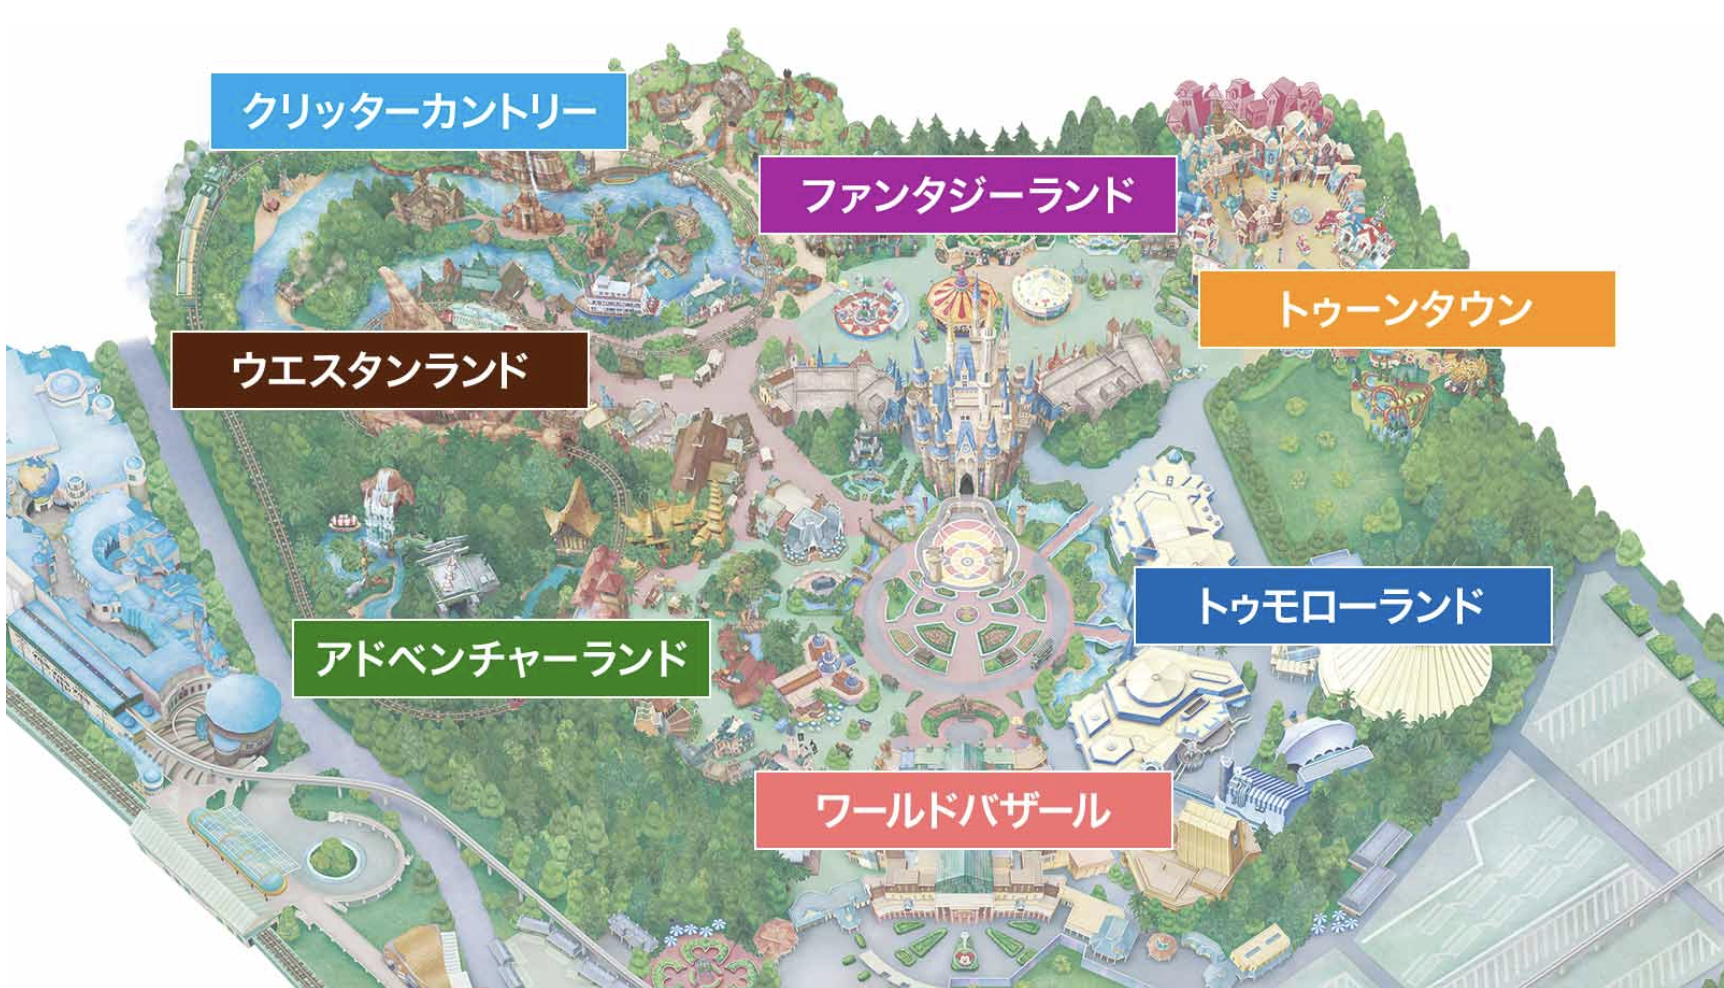 クリッターカントリー
ファンタジーランド
トゥーンタウン
ウエスタンランド
トゥモローランド
アドベンチャーランド
ワールドバザール